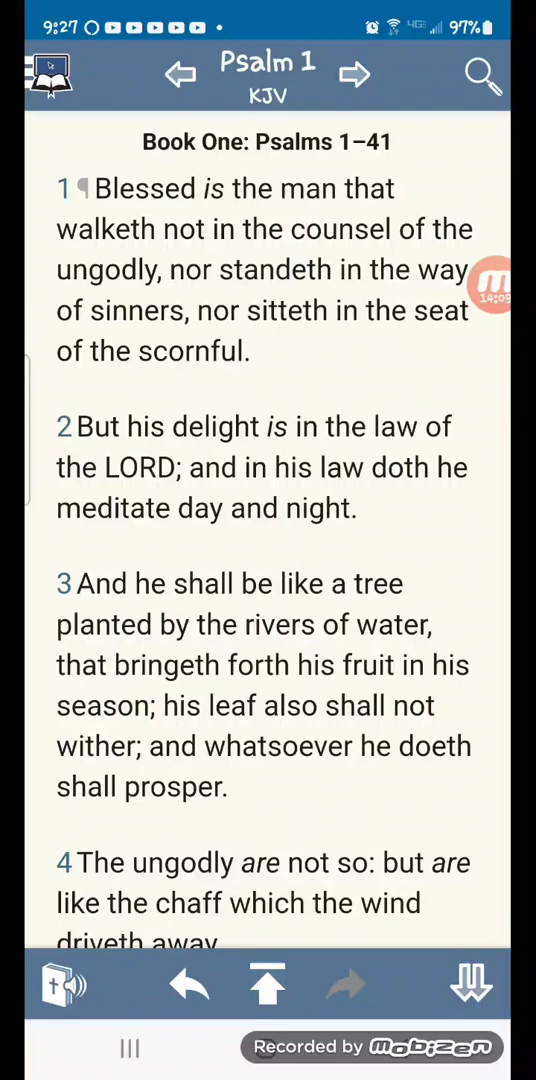 9:27 97%
Psalm 1
KJV
Book One: Psalms 1–41
1 ¶ Blessed is the man that
walketh not in the counsel of the
ungodly, nor standeth in the way
of sinners, nor sitteth in the seat
of the scornful.
14:09
2 But his delight is in the law of
the LORD; and in his law doth he
meditate day and night.
3 And he shall be like a tree
planted by the rivers of water,
that bringeth forth his fruit in his
season; his leaf also shall not
wither; and whatsoever he doeth
shall prosper.
4 The ungodly are not so: but are
like the chaff which the wind
driveth away
Recorded by mobizen